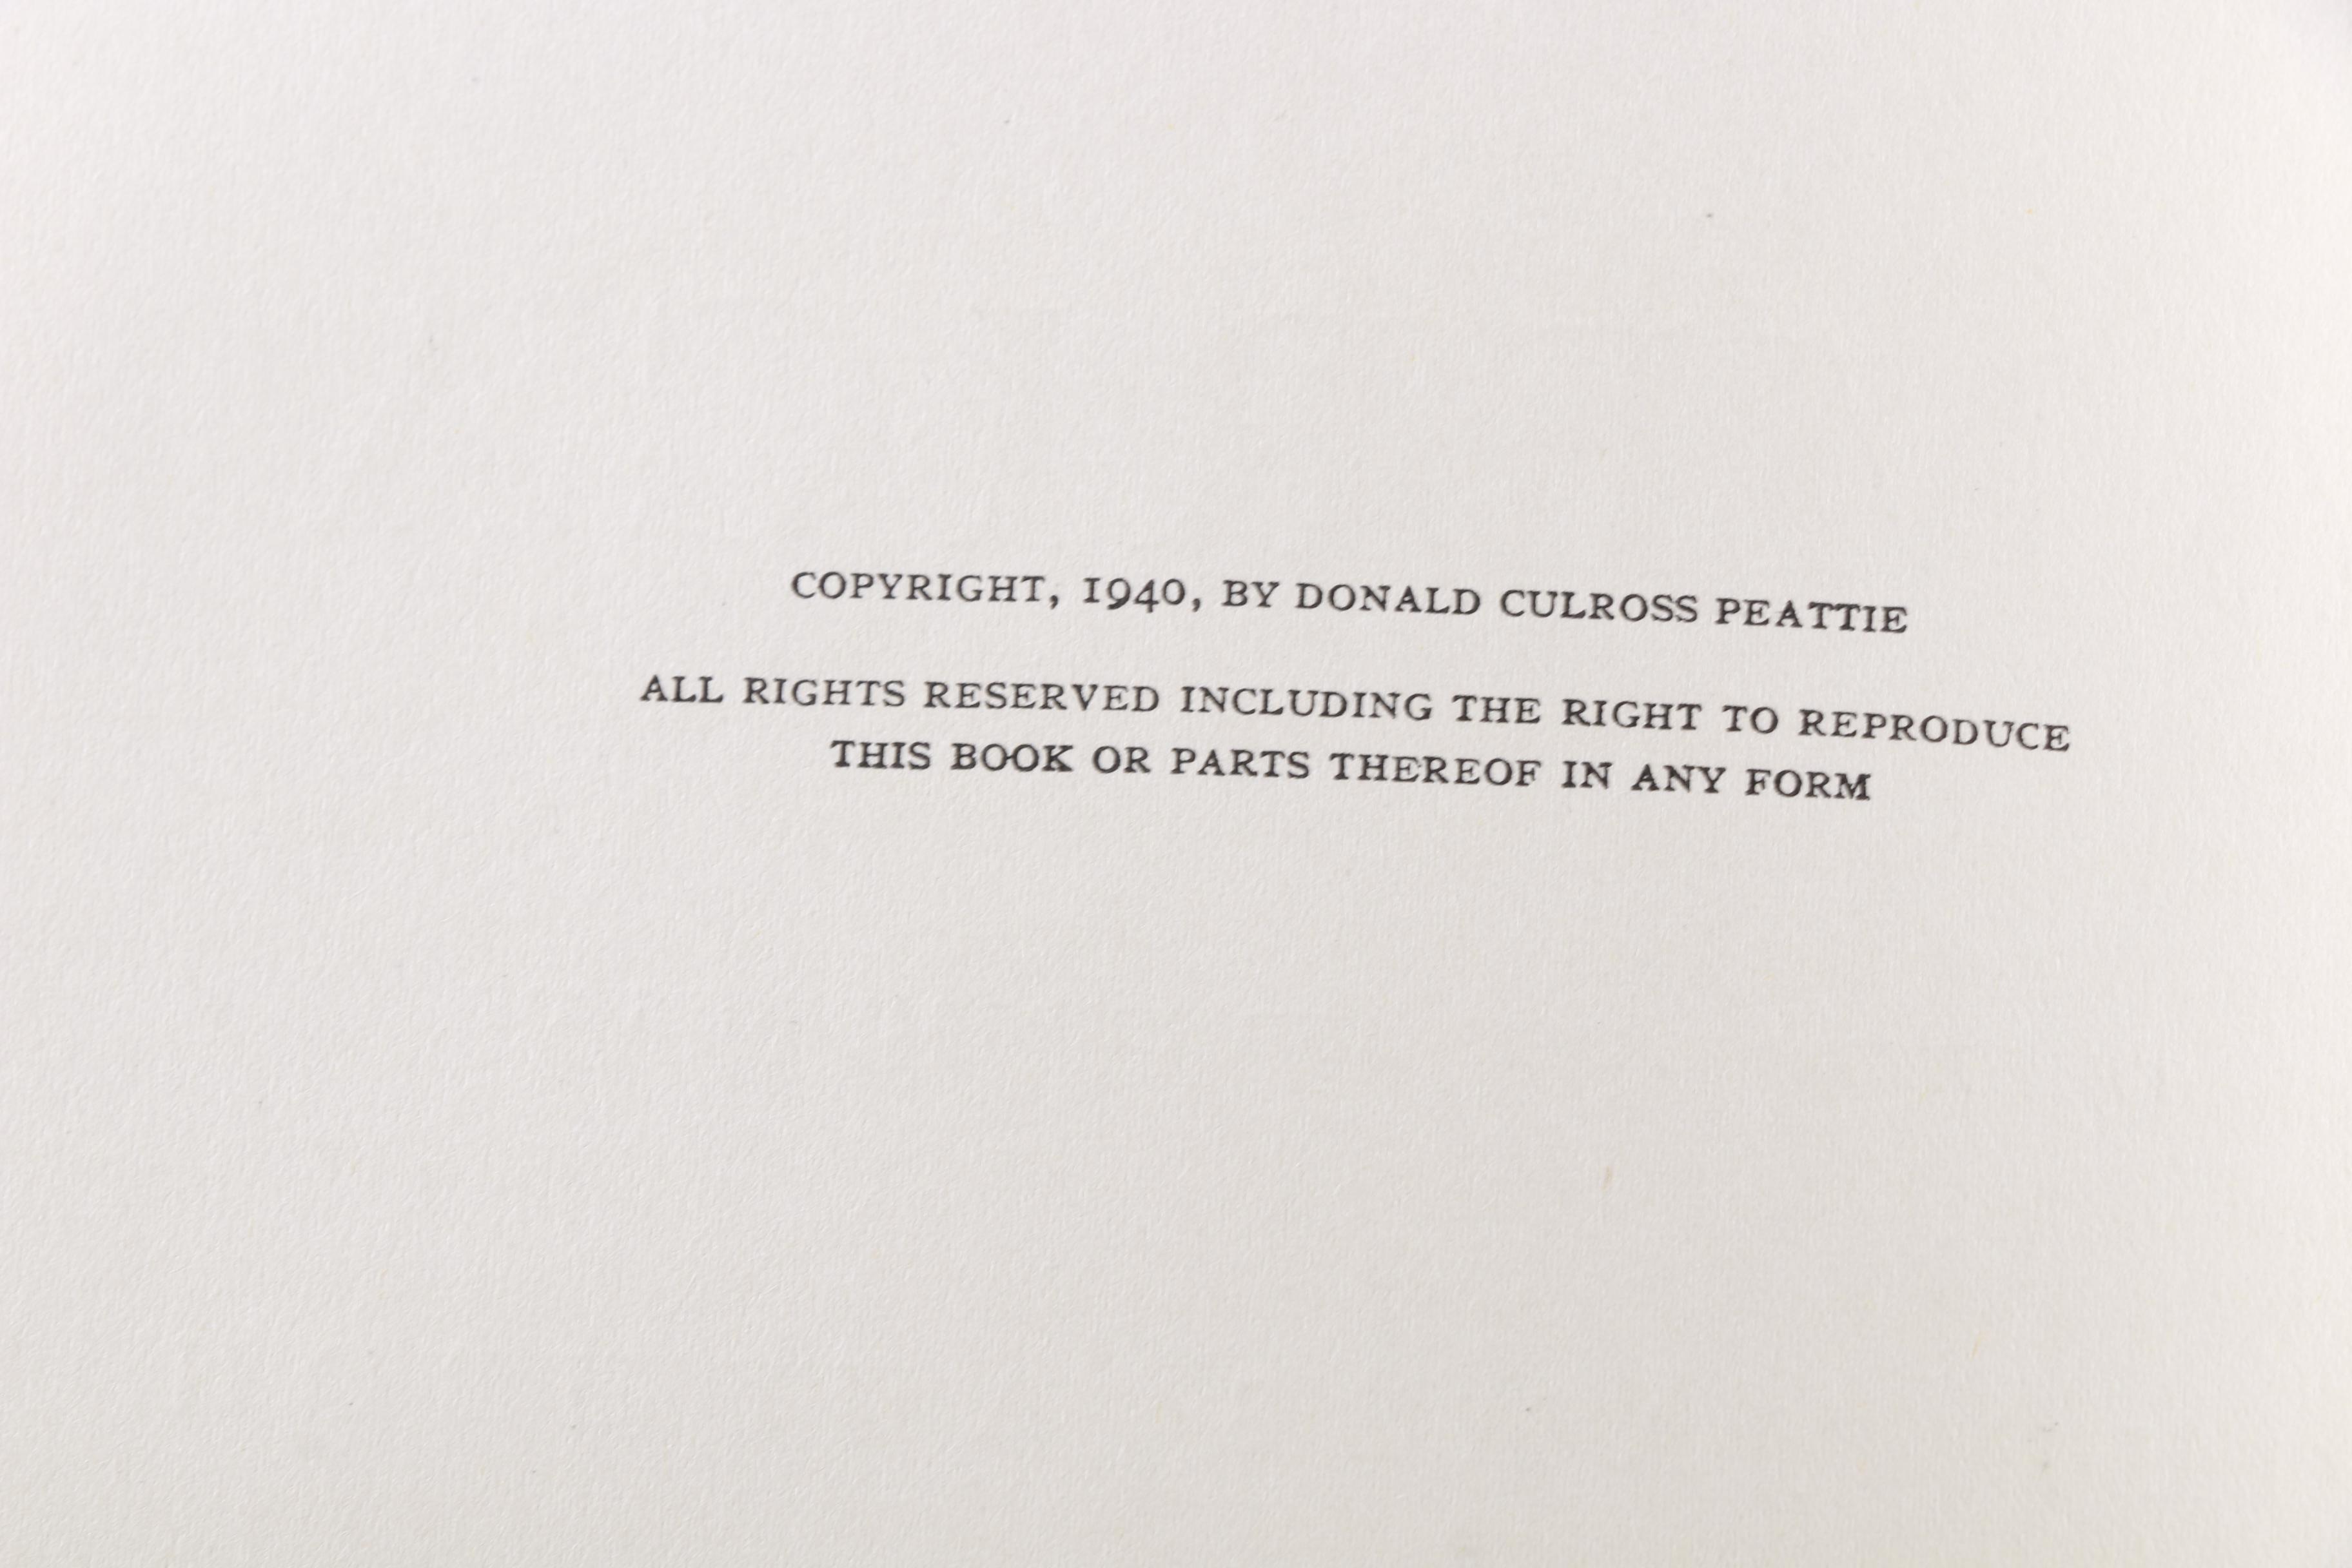 COPYRIGHT, 1940, BY DONALD CULROSS PEATTIE
ALL RIGHTS RESERVED INCLUDING THE RIGHT TO REPRODUCE
THIS BOOK OR PARTS THEREOF IN ANY FORM